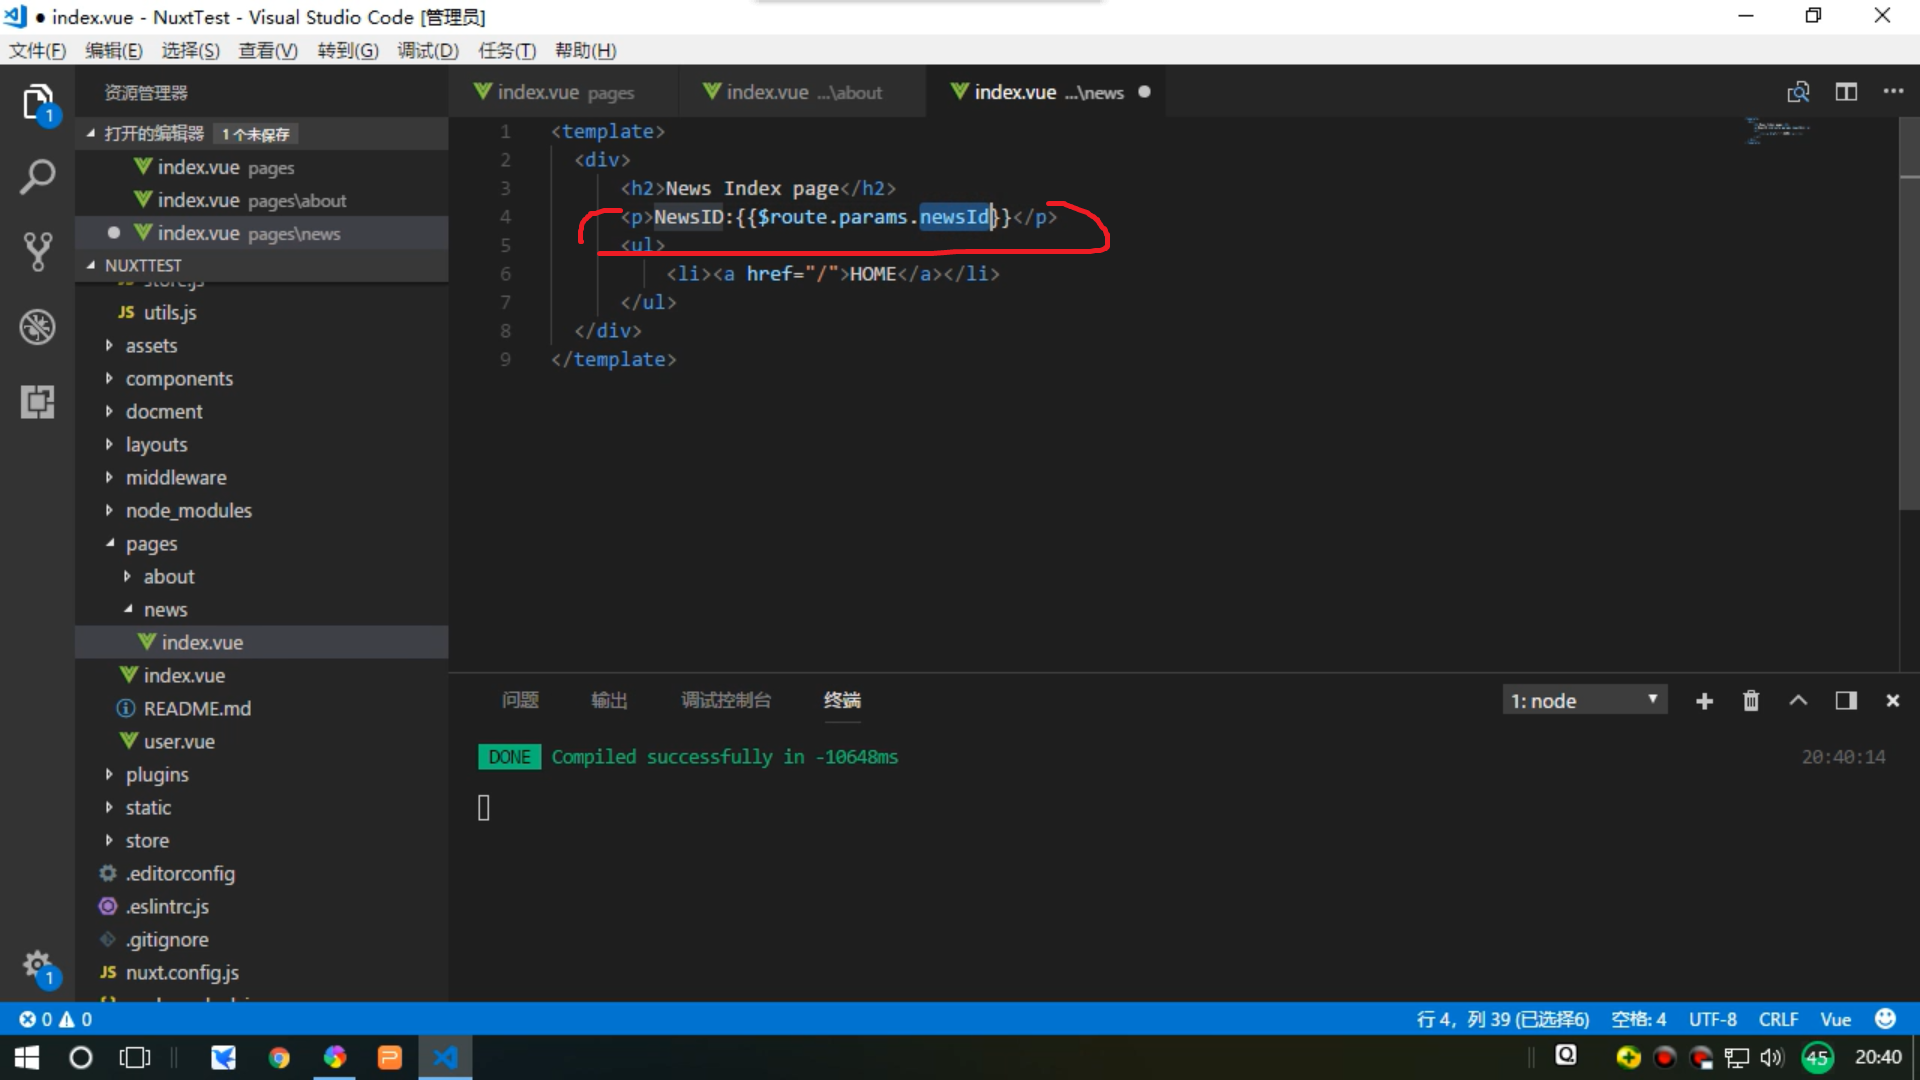 ● index.vue - NuxtTest - Visual Studio Code [管理员]
文件(F) 编辑(E) 选择(S) 查看(V) 转到(G) 调试(D) 任务(T) 帮助(H)
资源管理器
打开的编辑器 1 个未保存
index.vue pages
index.vue pages\about
index.vue pages\news
NUXTTEST
store.js
JS utils.js
assets
components
docment
layouts
middleware
node_modules
pages
about
news
index.vue
index.vue
README.md
user.vue
plugins
static
store
.editorconfig
.eslintrc.js
.gitignore
JS nuxt.config.js
1
1
index.vue pages
index.vue ...\about
index.vue ...\news
1 <template>
2 <div>
3 <h2>News Index page</h2>
4 <p>NewsID:{{$route.params.newsId}}</p>
5 <ul>
6 <li><a href="/">HOME</a></li>
7 </ul>
8 </div>
9 </template>
问题 输出 调试控制台 终端
1: node
DONE Compiled successfully in -10648ms 20:40:14
0 0
行 4，列 39 (已选择6) 空格: 4 UTF-8 CRLF Vue
45 20:40